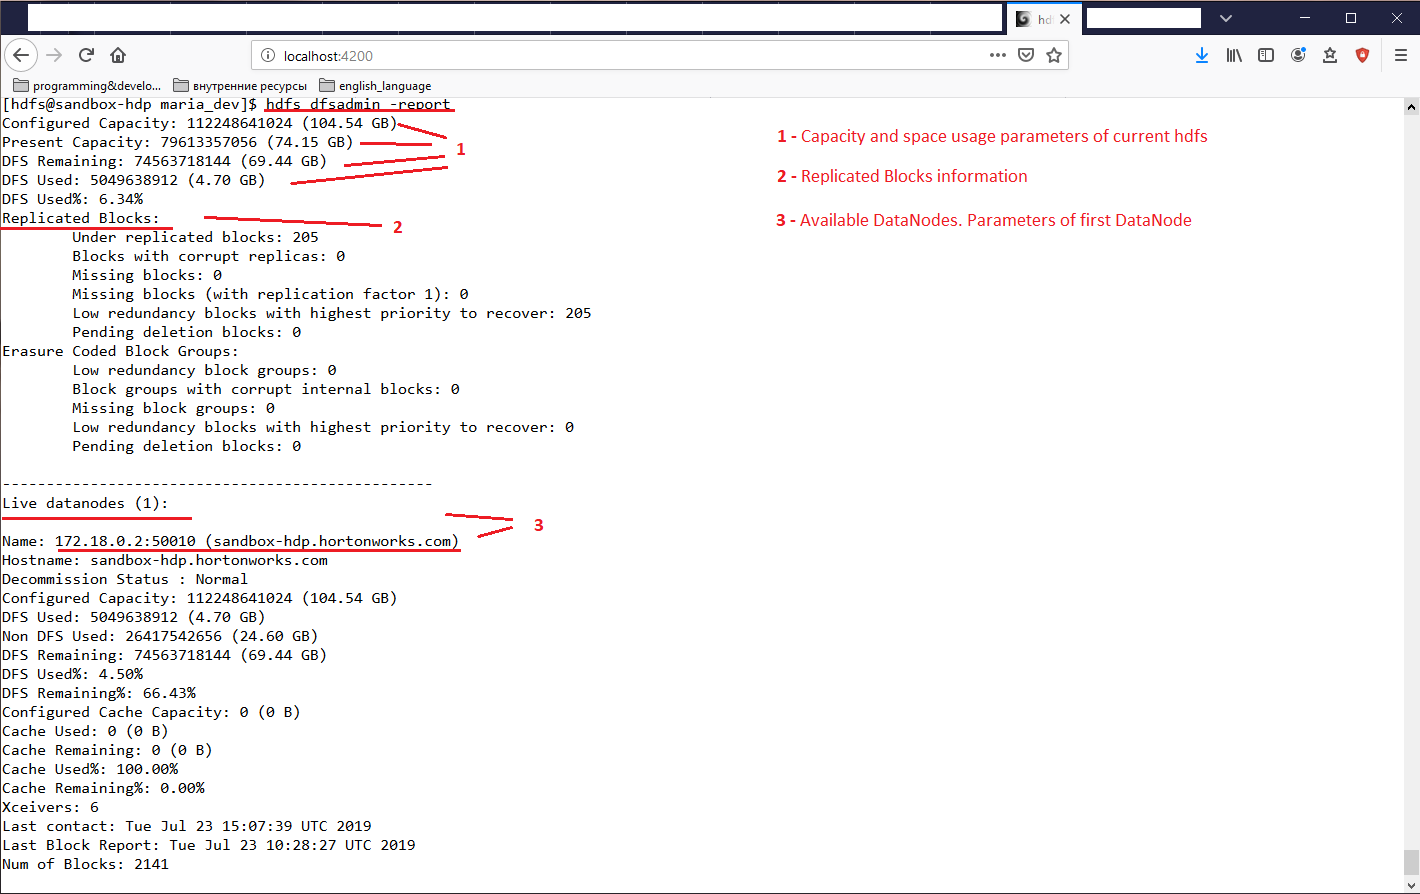 hd
localhost:4200
programming&develo...
внутренние ресурсы
english_language
[hdfs@sandbox-hdp maria_dev]$ hdfs dfsadmin -report
Configured Capacity: 112248641024 (104.54 GB)
Present Capacity: 79613357056 (74.15 GB)
DFS Remaining: 74563718144 (69.44 GB)
DFS Used: 5049638912 (4.70 GB)
DFS Used%: 6.34%
Replicated Blocks:
Under replicated blocks: 205
Blocks with corrupt replicas: 0
Missing blocks: 0
Missing blocks (with replication factor 1): 0
Low redundancy blocks with highest priority to recover: 205
Pending deletion blocks: 0
Erasure Coded Block Groups:
Low redundancy block groups: 0
Block groups with corrupt internal blocks: 0
Missing block groups: 0
Low redundancy blocks with highest priority to recover: 0
Pending deletion blocks: 0
-------------------------------------------------
Live datanodes (1):
Name: 172.18.0.2:50010 (sandbox-hdp.hortonworks.com)
Hostname: sandbox-hdp.hortonworks.com
Decommission Status : Normal
Configured Capacity: 112248641024 (104.54 GB)
DFS Used: 5049638912 (4.70 GB)
Non DFS Used: 26417542656 (24.60 GB)
DFS Remaining: 74563718144 (69.44 GB)
DFS Used%: 4.50%
DFS Remaining%: 66.43%
Configured Cache Capacity: 0 (0 B)
Cache Used: 0 (0 B)
Cache Remaining: 0 (0 B)
Cache Used%: 100.00%
Cache Remaining%: 0.00%
Xceivers: 6
Last contact: Tue Jul 23 15:07:39 UTC 2019
Last Block Report: Tue Jul 23 10:28:27 UTC 2019
Num of Blocks: 2141
1
2
3
1 - Capacity and space usage parameters of current hdfs
2 - Replicated Blocks information
3 - Available DataNodes. Parameters of first DataNode